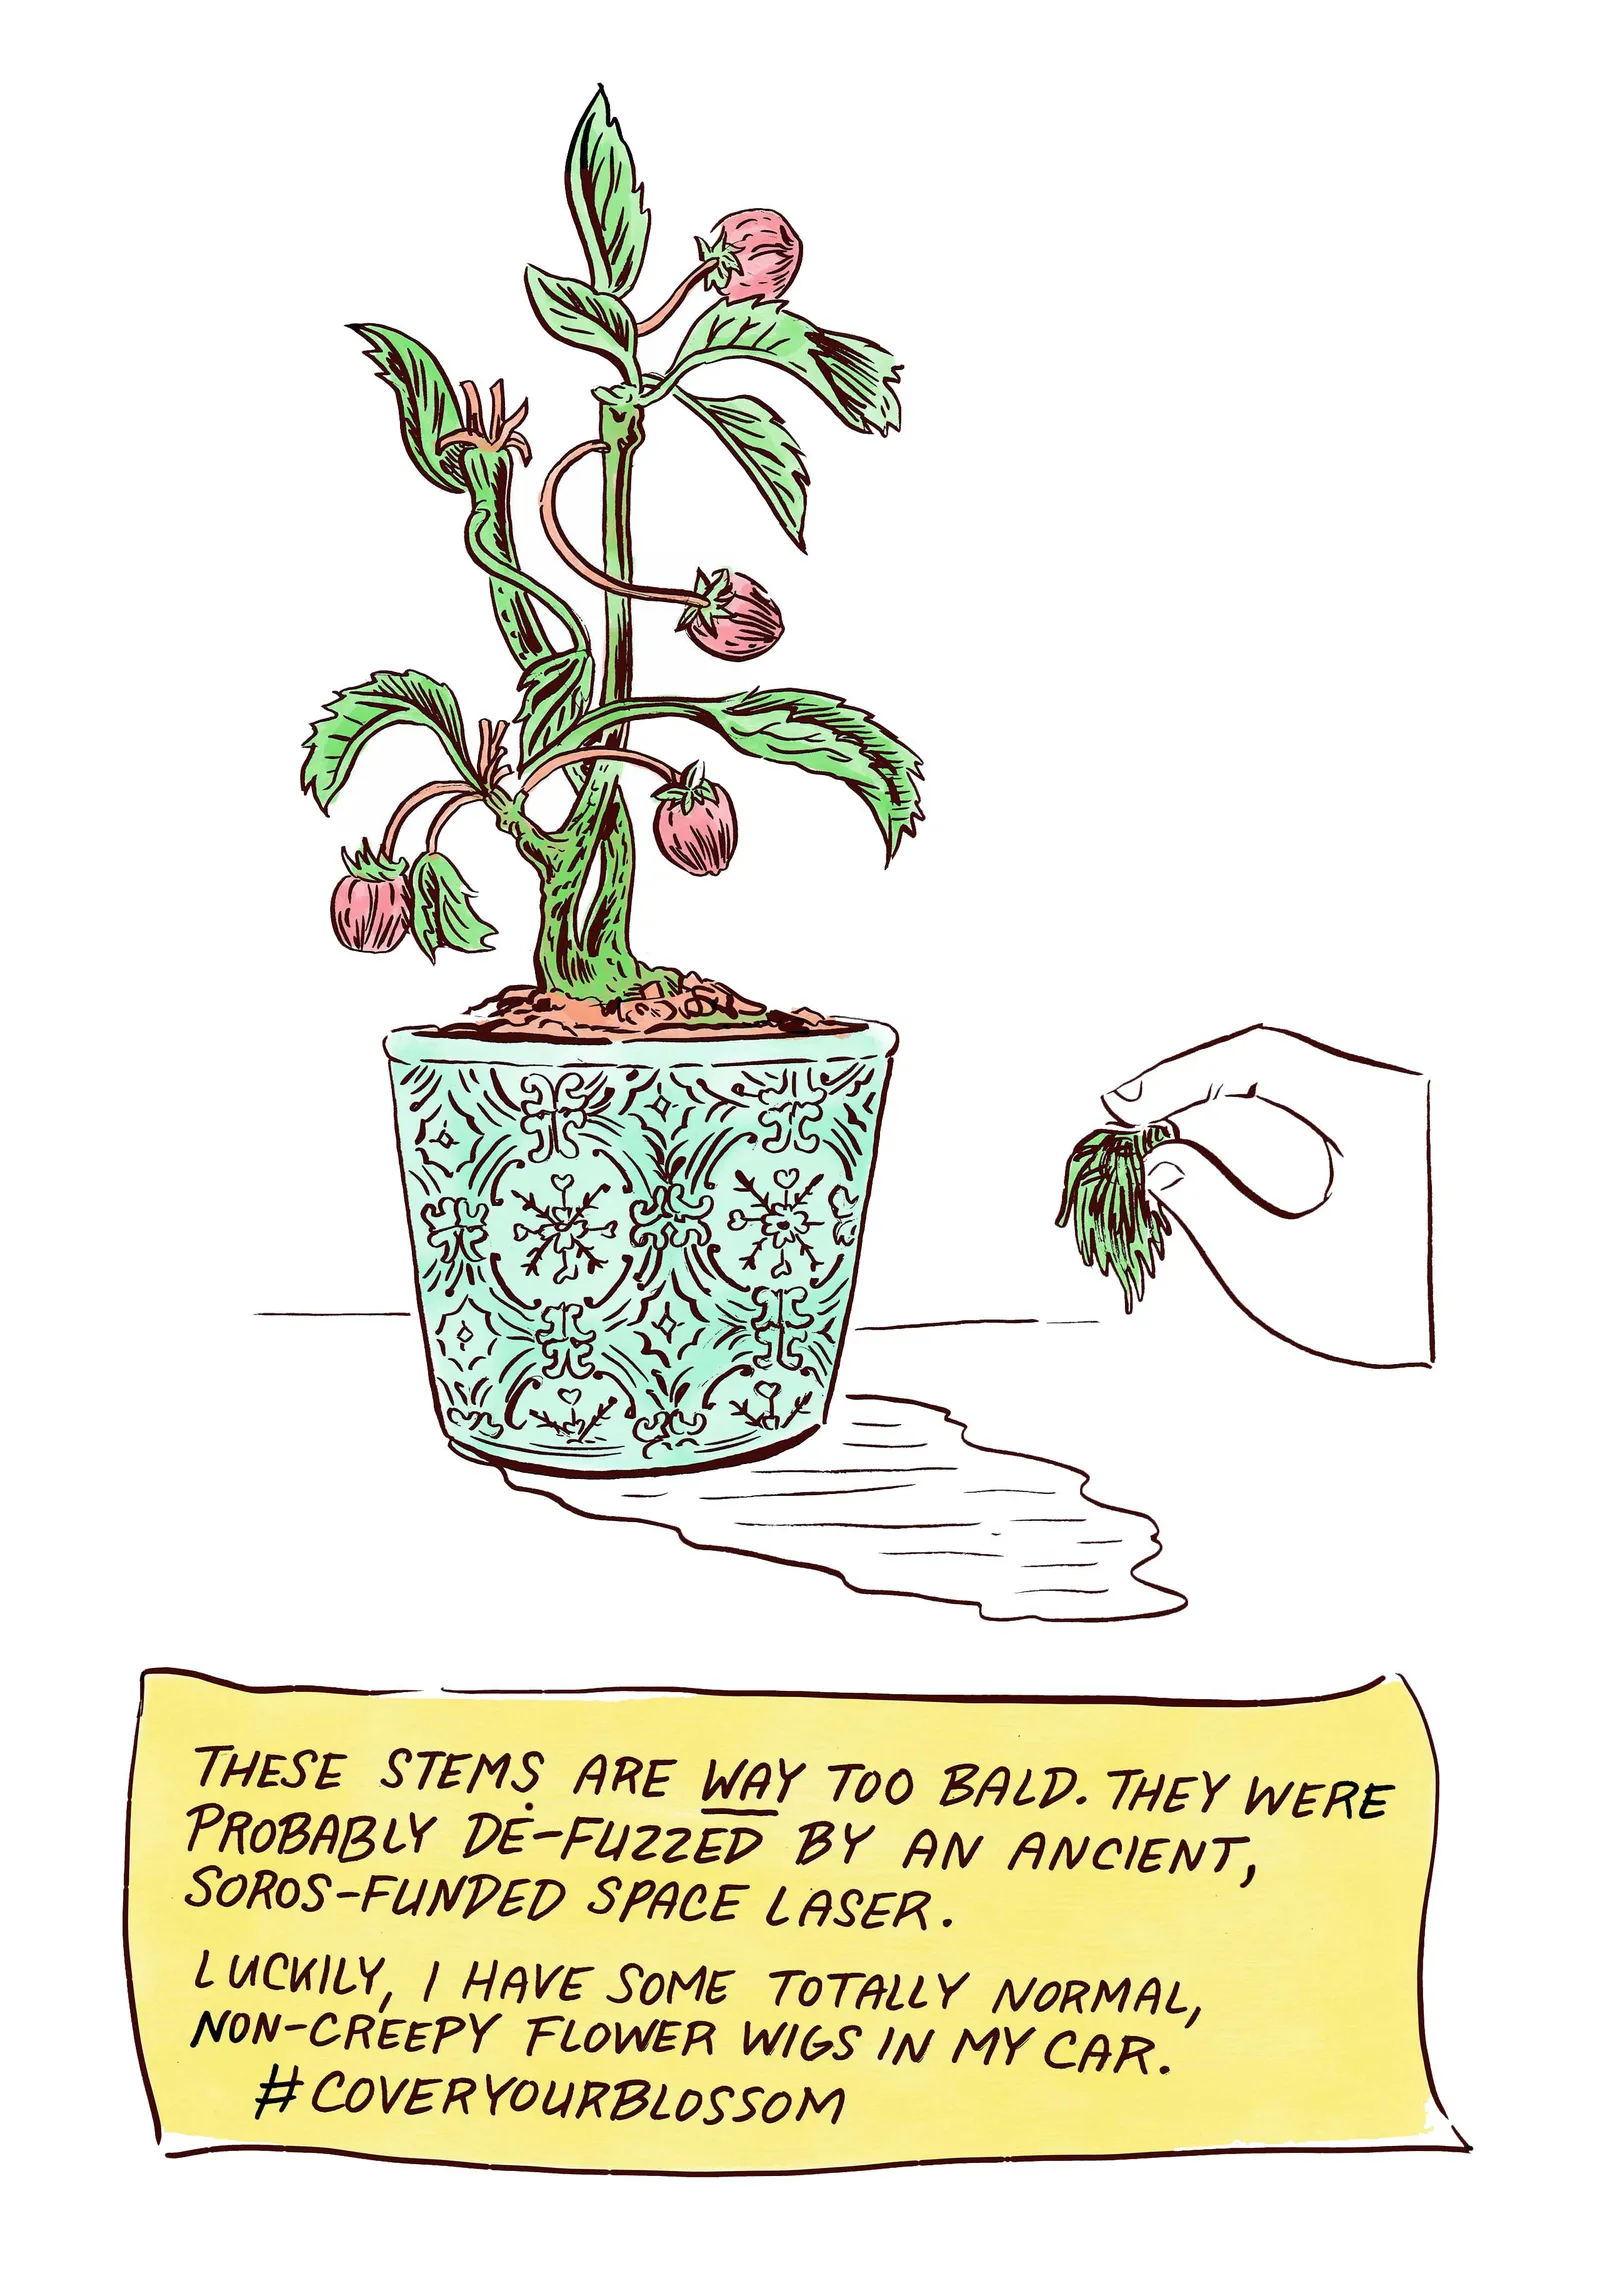 THESE STEMS ARE WAY TOO BALD. THEY WERE
PROBABLY DE-FUZZED BY AN ANCIENT,
SOROS-FUNDED SPACE LASER.
LUCKILY, I HAVE SOME TOTALLY NORMAL,
NON-CREEPY FLOWER WIGS IN MY CAR.
#COVERYOURBLOSSOM